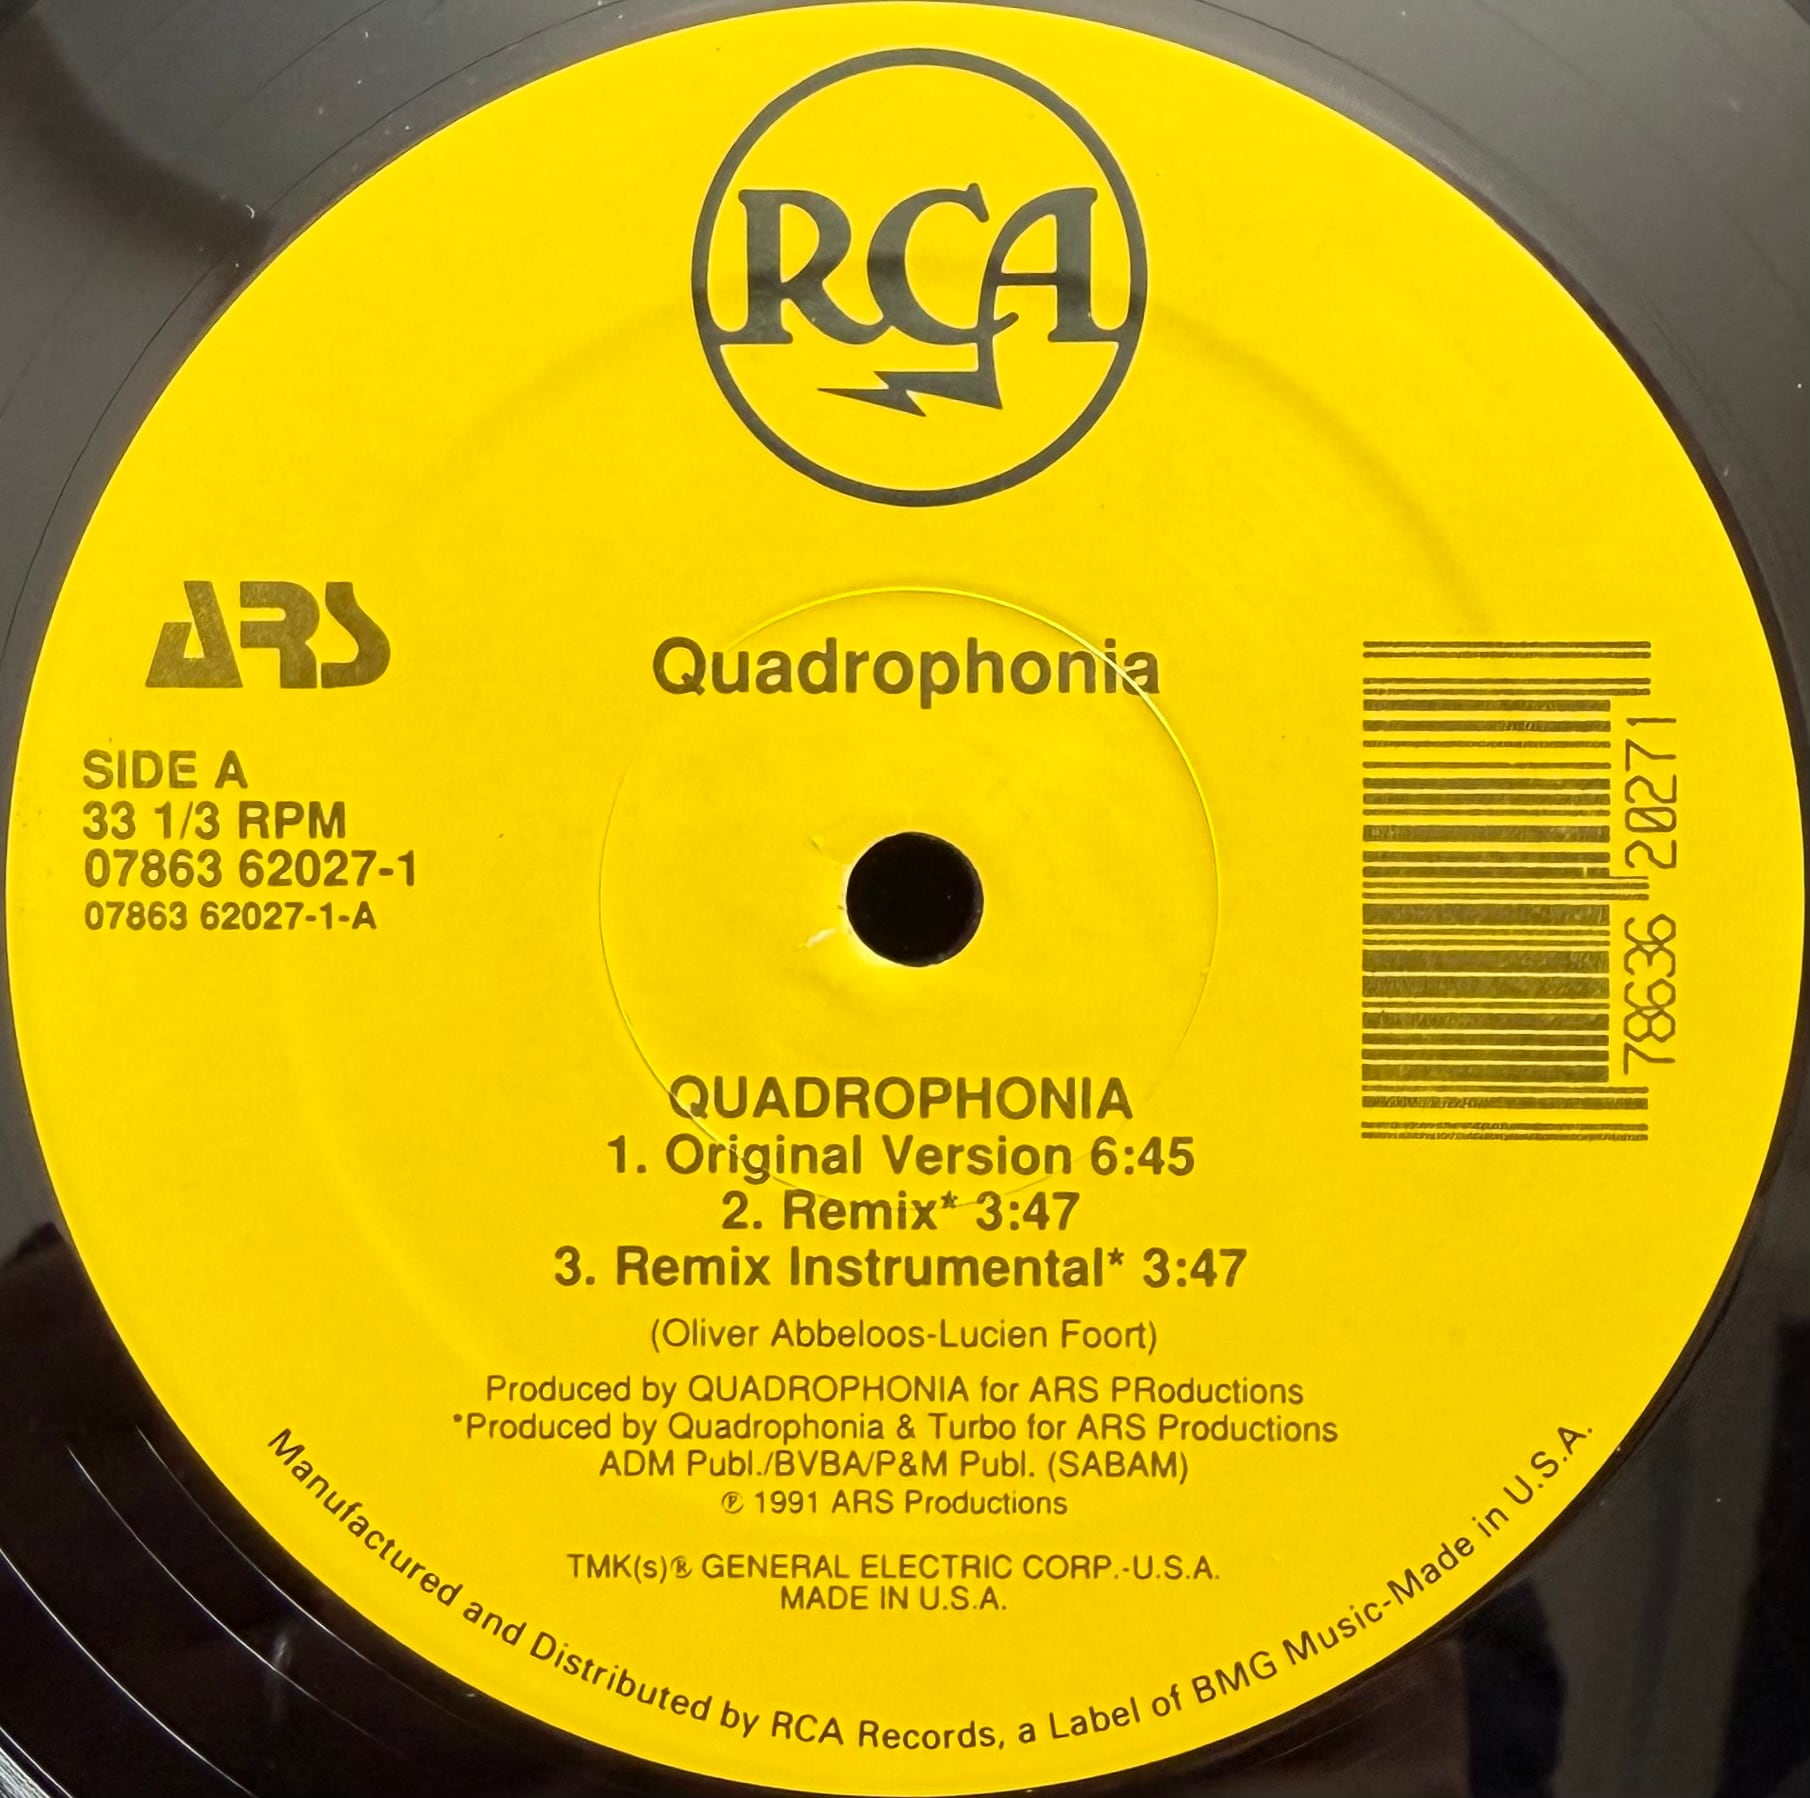 RCA
ARS
Quadrophonia
SIDE A
33 1/3 RPM
07863 62027-1
07863 62027-1-A
78636 20271
QUADROPHONIA
1. Original Version 6:45
2. Remix* 3:47
3. Remix Instrumental* 3:47
(Oliver Abbeloos-Lucien Foort)
Produced by QUADROPHONIA for ARS PRoductions
*Produced by Quadrophonia & Turbo for ARS Productions
ADM Publ./BVBA/P&M Publ. (SABAM)
℗ 1991 ARS Productions
TMK(s)® GENERAL ELECTRIC CORP.-U.S.A.
MADE IN U.S.A.
Manufactured and Distributed by RCA Records, a Label of BMG Music-Made in U.S.A.